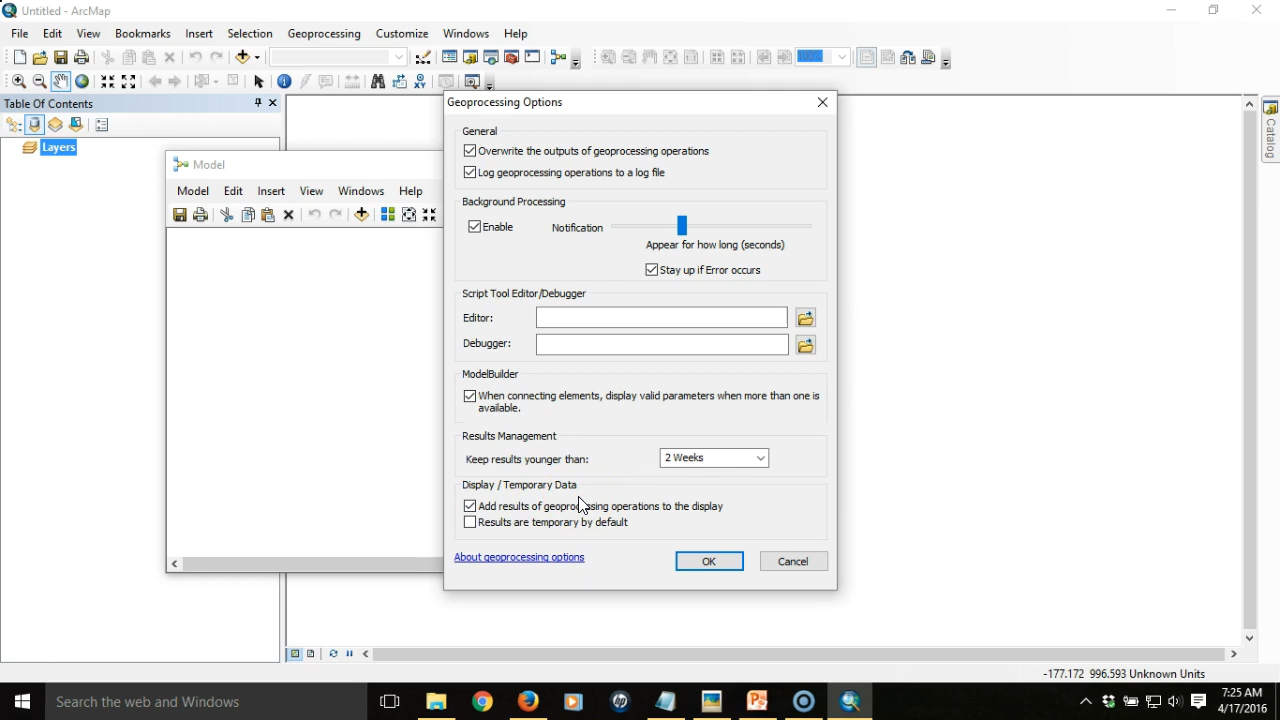 Untitled - ArcMap
File Edit View Bookmarks Insert Selection Geoprocessing Customize Windows Help
100%
Table Of Contents
Layers
Model
Model Edit Insert View Windows Help
Geoprocessing Options
General
Overwrite the outputs of geoprocessing operations
Log geoprocessing operations to a log file
Background Processing
Enable Notification
Appear for how long (seconds)
Stay up if Error occurs
Script Tool Editor/Debugger
Editor:
Debugger:
ModelBuilder
When connecting elements, display valid parameters when more than one is
available.
Results Management
Keep results younger than: 2 Weeks
Display / Temporary Data
Add results of geoprocessing operations to the display
Results are temporary by default
About geoprocessing options OK Cancel
Catalog
-177.172 996.593 Unknown Units
Search the web and Windows
7:25 AM
4/17/2016